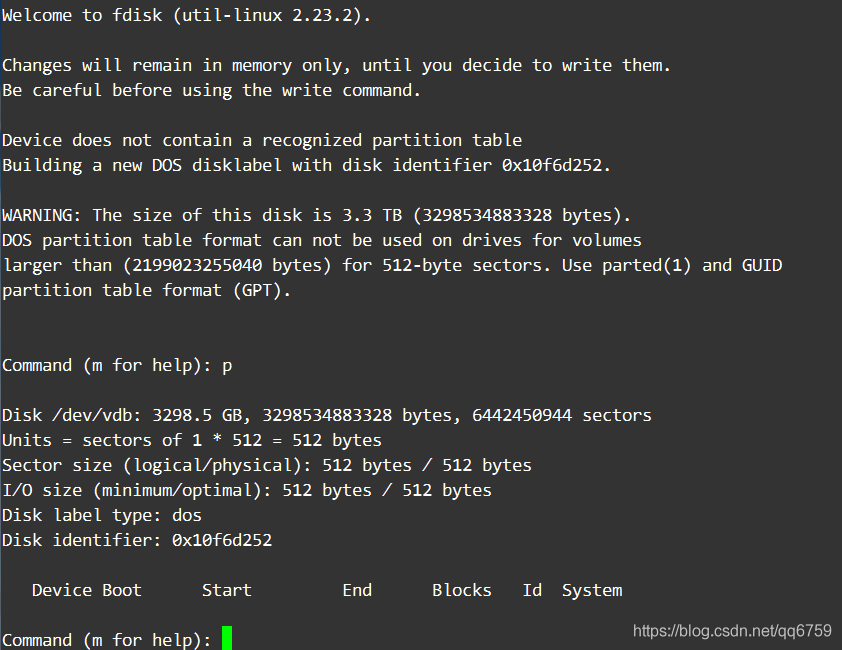 Welcome to fdisk (util-linux 2.23.2).
Changes will remain in memory only, until you decide to write them.
Be careful before using the write command.
Device does not contain a recognized partition table
Building a new DOS disklabel with disk identifier 0x10f6d252.
WARNING: The size of this disk is 3.3 TB (3298534883328 bytes).
DOS partition table format can not be used on drives for volumes
larger than (2199023255040 bytes) for 512-byte sectors. Use parted(1) and GUID
partition table format (GPT).
Command (m for help): p
Disk /dev/vdb: 3298.5 GB, 3298534883328 bytes, 6442450944 sectors
Units = sectors of 1 * 512 = 512 bytes
Sector size (logical/physical): 512 bytes / 512 bytes
I/O size (minimum/optimal): 512 bytes / 512 bytes
Disk label type: dos
Disk identifier: 0x10f6d252
Device Boot Start End Blocks Id System
Command (m for help):
https://blog.csdn.net/qq6759